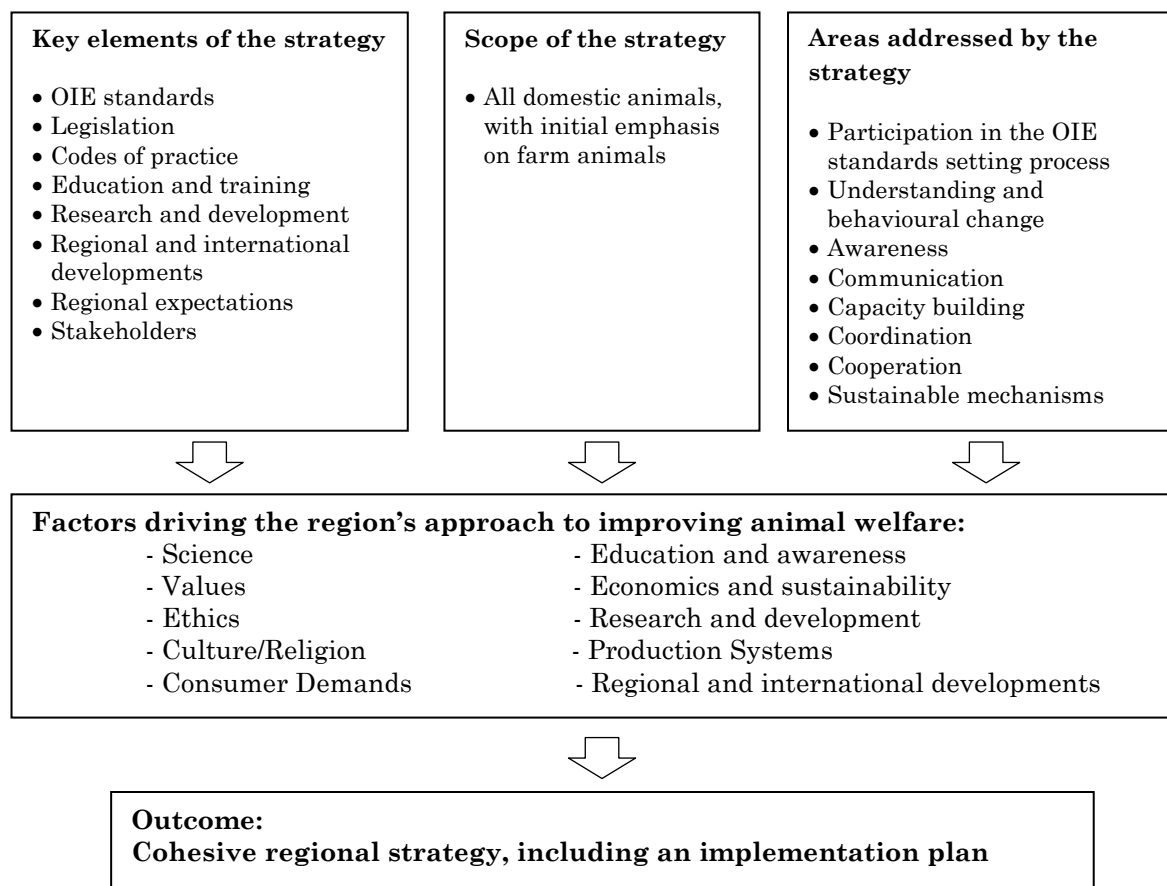 Key elements of the strategy
• OIE standards
• Legislation
• Codes of practice
• Education and training
• Research and development
• Regional and international
developments
• Regional expectations
• Stakeholders
Scope of the strategy
• All domestic animals,
with initial emphasis
on farm animals
Areas addressed by the
strategy
• Participation in the OIE
standards setting process
• Understanding and
behavioural change
• Awareness
• Communication
• Capacity building
• Coordination
• Cooperation
• Sustainable mechanisms
Factors driving the region's approach to improving animal welfare:
- Science
- Values
- Ethics
- Culture/Religion
- Consumer Demands
- Education and awareness
- Economics and sustainability
- Research and development
- Production Systems
- Regional and international developments
Outcome:
Cohesive regional strategy, including an implementation plan